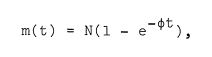 m(t) = N(1 - e^{-ϕt}),